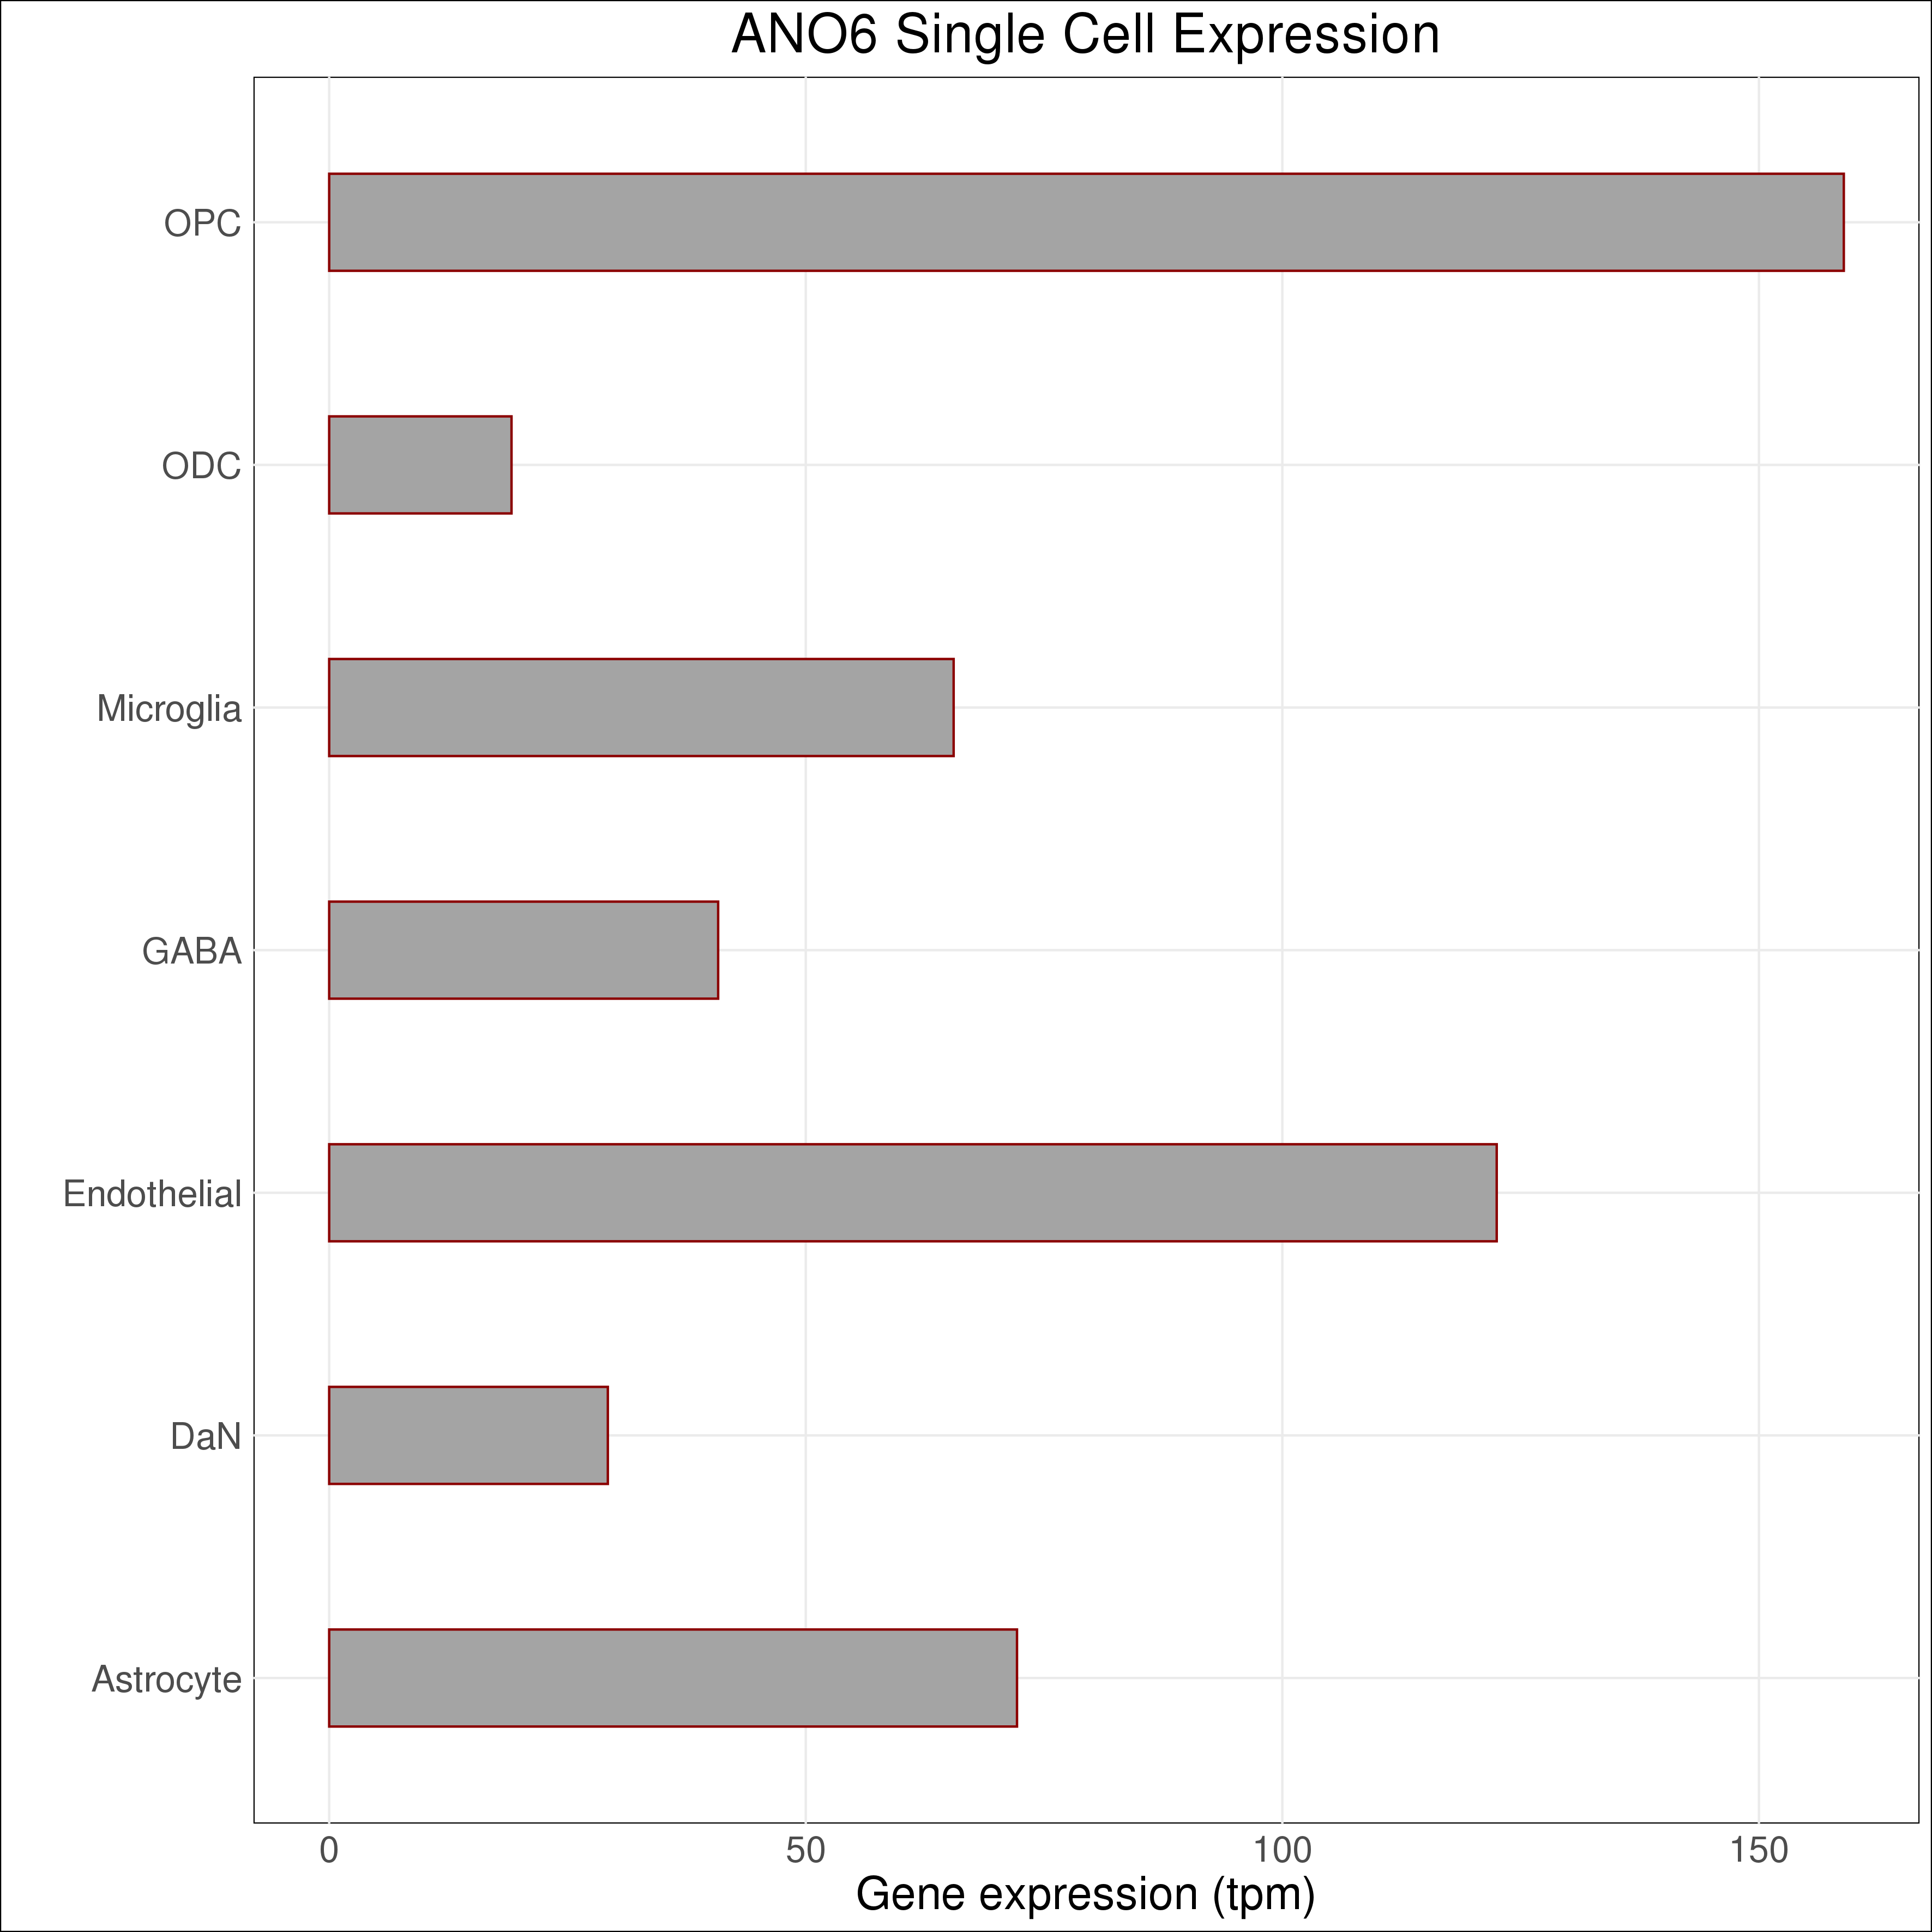 ANO6 Single Cell Expression
OPC
ODC
Microglia
GABA
Endothelial
DaN
Astrocyte
0 50 100 150
Gene expression (tpm)